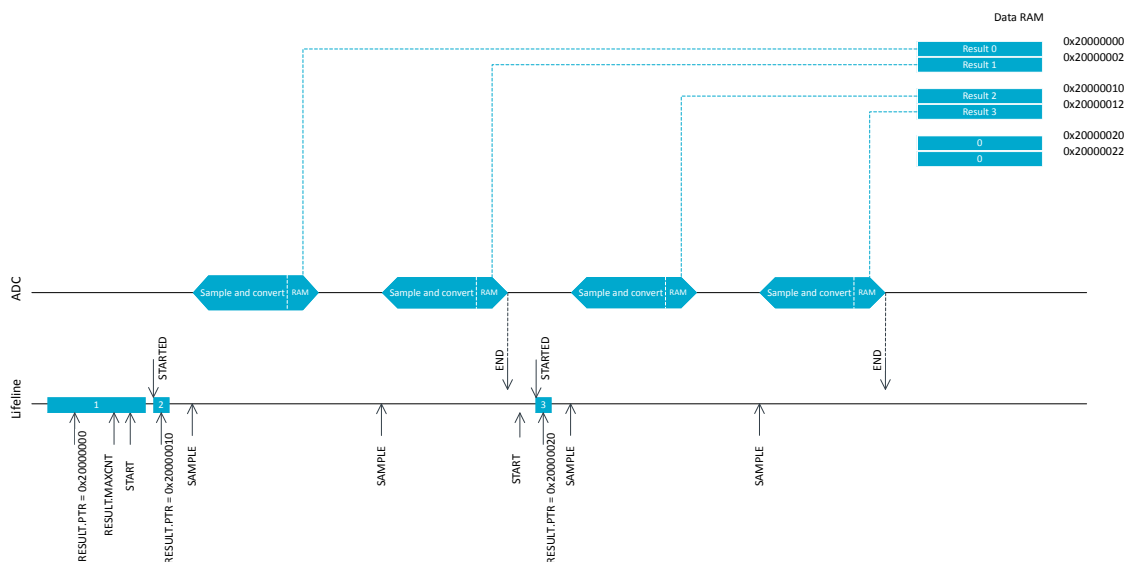 Data RAM
Result 0
0x20000000
Result 1
0x20000002
Result 2
0x20000010
Result 3
0x20000012
0
0x20000020
0
0x20000022
ADC
Sample and convert
RAM
Sample and convert
RAM
Sample and convert
RAM
Sample and convert
RAM
STARTED
END
STARTED
END
Lifeline
1
2
3
RESULT.PTR = 0x20000000
RESULT.MAXCNT
START
RESULT.PTR = 0x20000010
SAMPLE
SAMPLE
START
RESULT.PTR = 0x20000020
SAMPLE
SAMPLE